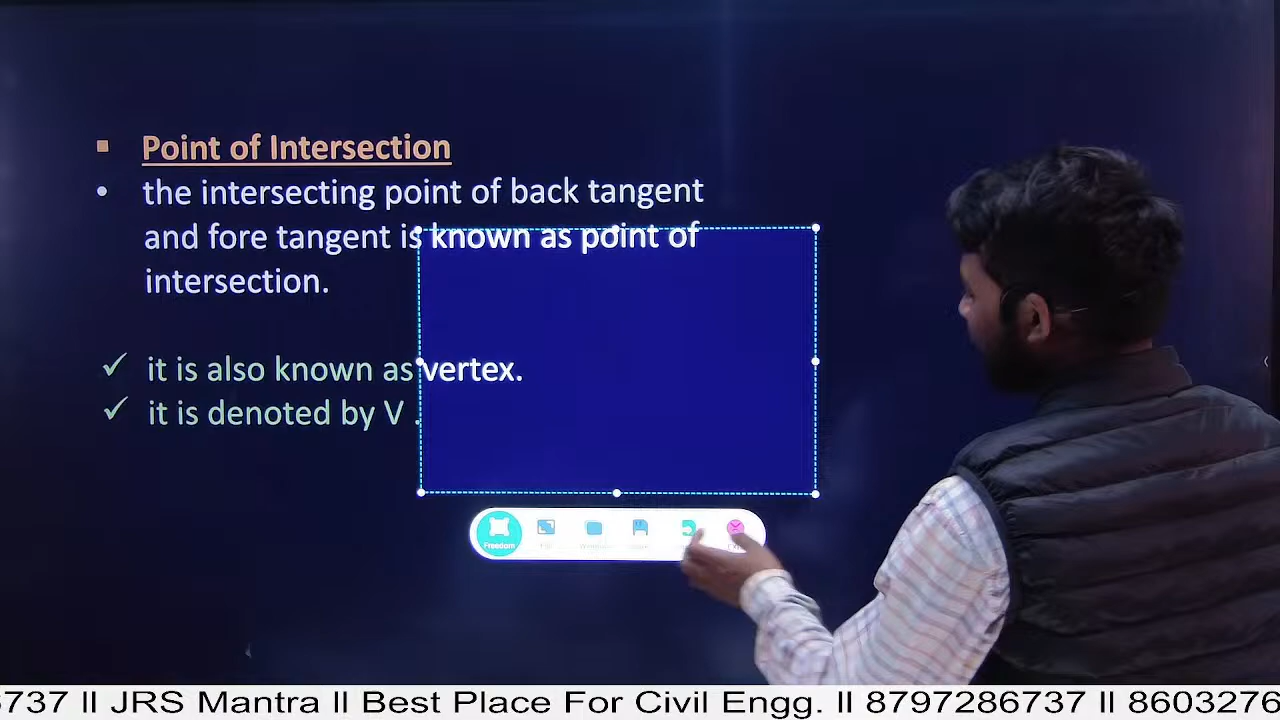 Point of Intersection
the intersecting point of back tangent
and fore tangent is known as point of
intersection.
it is also known as vertex.
it is denoted by V .
Freedom
6737 II JRS Mantra II Best Place For Civil Engg. II 8797286737 II 8603276